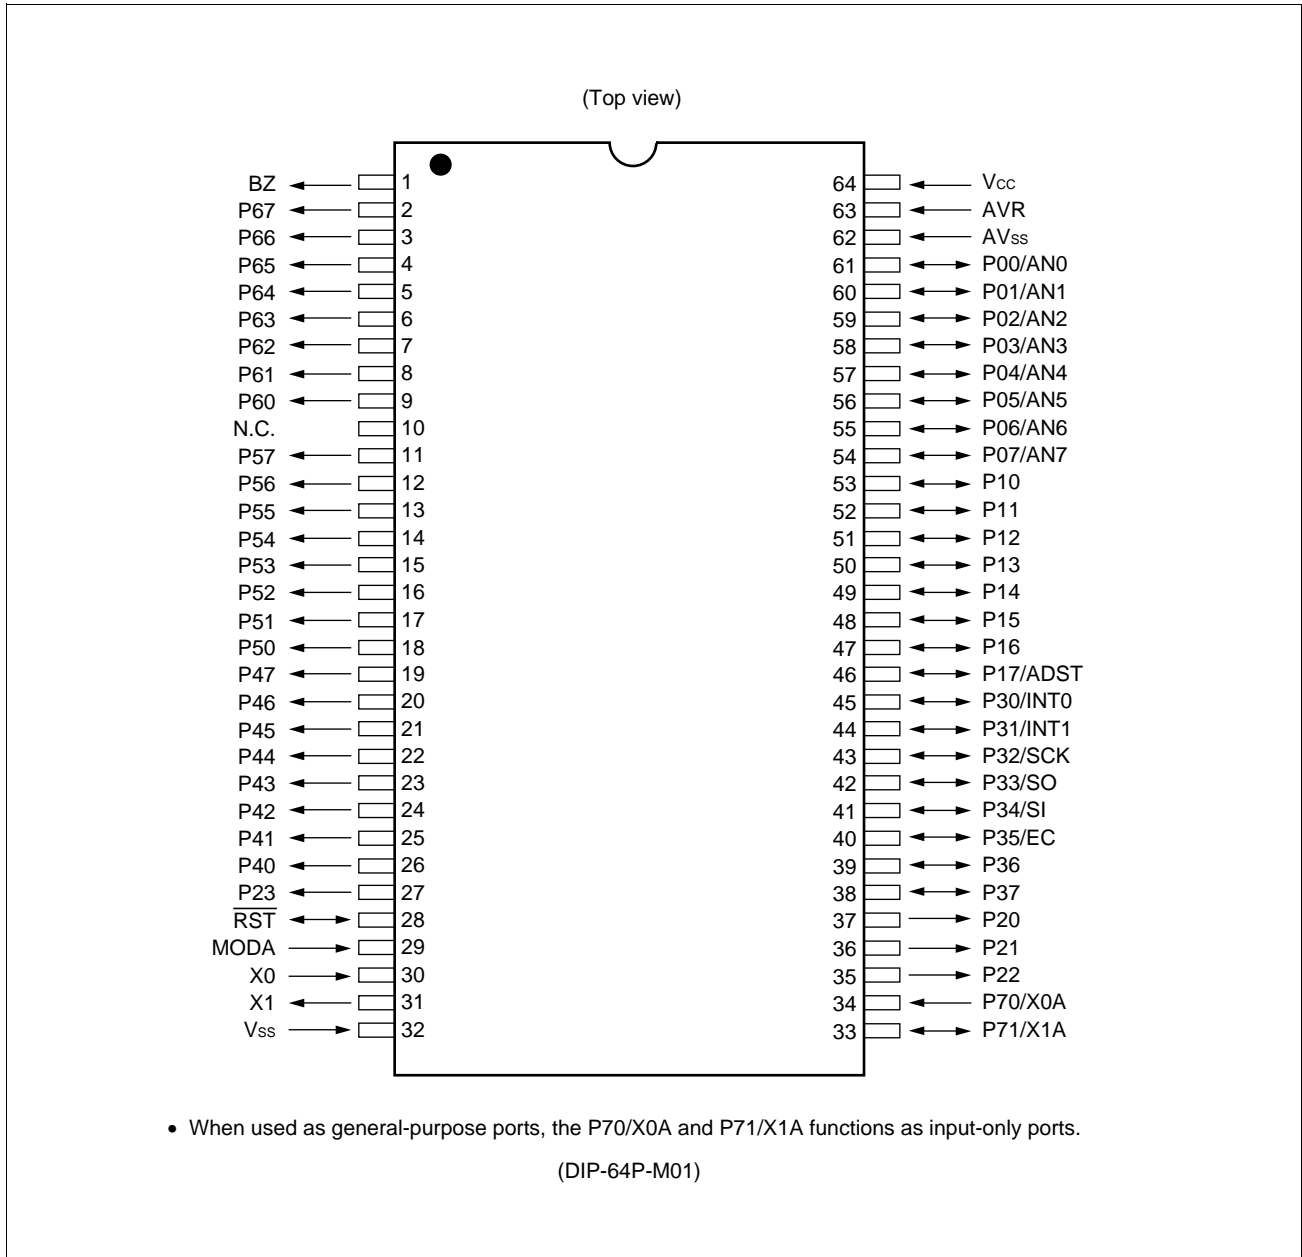 (Top view)
BZ 1 64 Vcc
P67 2 63 AVR
P66 3 62 AVss
P65 4 61 P00/AN0
P64 5 60 P01/AN1
P63 6 59 P02/AN2
P62 7 58 P03/AN3
P61 8 57 P04/AN4
P60 9 56 P05/AN5
N.C. 10 55 P06/AN6
P57 11 54 P07/AN7
P56 12 53 P10
P55 13 52 P11
P54 14 51 P12
P53 15 50 P13
P52 16 49 P14
P51 17 48 P15
P50 18 47 P16
P47 19 46 P17/ADST
P46 20 45 P30/INT0
P45 21 44 P31/INT1
P44 22 43 P32/SCK
P43 23 42 P33/SO
P42 24 41 P34/SI
P41 25 40 P35/EC
P40 26 39 P36
P23 27 38 P37
R̅S̅T̅ 28 37 P20
MODA 29 36 P21
X0 30 35 P22
X1 31 34 P70/X0A
Vss 32 33 P71/X1A
• When used as general-purpose ports, the P70/X0A and P71/X1A functions as input-only ports.
(DIP-64P-M01)